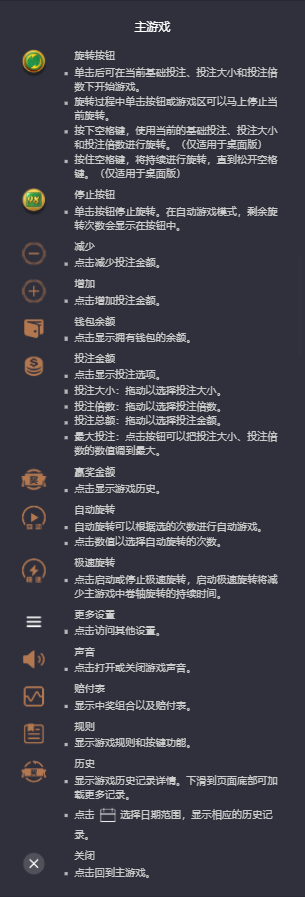 主游戏
旋转按钮
单击后可在当前基础投注、投注大小和投注倍
数下开始游戏。
旋转过程中单击按钮或游戏区可以马上停止当
前旋转。
按下空格键，使用当前的基础投注、投注大小
和投注倍数进行旋转。（仅适用于桌面版）
按住空格键，将持续进行旋转，直到松开空格
键。（仅适用于桌面版）
停止按钮
单击按钮停止旋转。在自动游戏模式，剩余旋
转次数会显示在按钮中。
减少
点击减少投注金额。
增加
点击增加投注金额。
钱包余额
点击显示拥有钱包的余额。
投注金额
点击显示投注选项。
投注大小：拖动以选择投注大小。
投注倍数：拖动以选择投注倍数。
投注总额：拖动以选择投注金额。
最大投注：点击按钮可以把投注大小、投注倍
数的数值调到最大。
赢奖金额
点击显示游戏历史。
自动旋转
自动旋转可以根据选的次数进行自动游戏。
点击数值以选择自动旋转的次数。
极速旋转
点击启动或停止极速旋转，启动极速旋转将减
少主游戏中卷轴旋转的持续时间。
更多设置
点击访问其他设置。
声音
点击打开或关闭游戏声音。
赔付表
显示中奖组合以及赔付表。
规则
显示游戏规则和按键功能。
历史
显示游戏历史记录详情。下滑到页面底部可加
载更多记录。
点击 选择日期范围，显示相应的历史记
录。
关闭
点击回到主游戏。